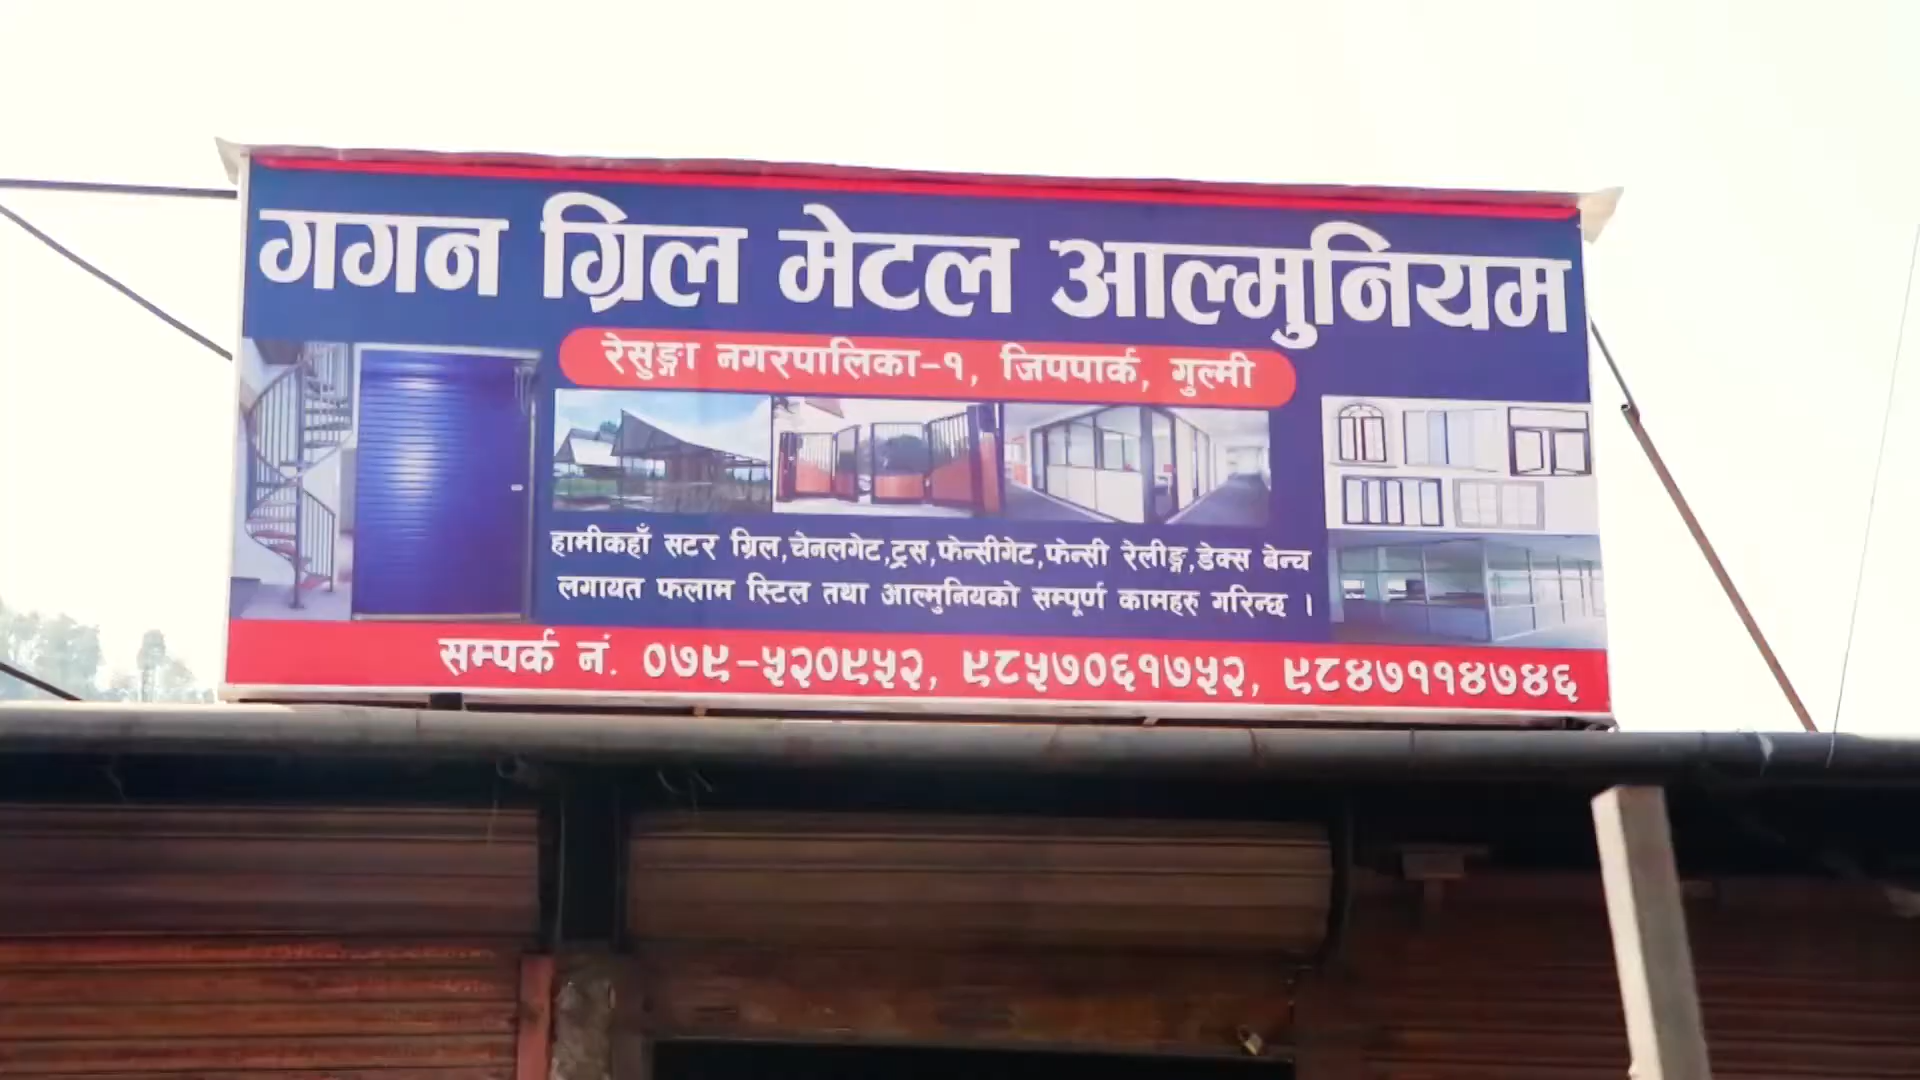 गगन ग्रिल मेटल आल्मुनियम
रेसुङ्गा नगरपालिका-१, जिपपार्क, गुल्मी
हामीकहाँ सटर ग्रिल,चेनलगेट,ट्रस,फेन्सीगेट,फेन्सी रेलीङ्ग,डेक्स बेन्च
लगायत फलाम स्टिल तथा आल्मुनियको सम्पूर्ण कामहरु गरिन्छ ।
सम्पर्क नं. ०७९-५२०९५२, ९८५७०६१७५२, ९८४७११४७४६